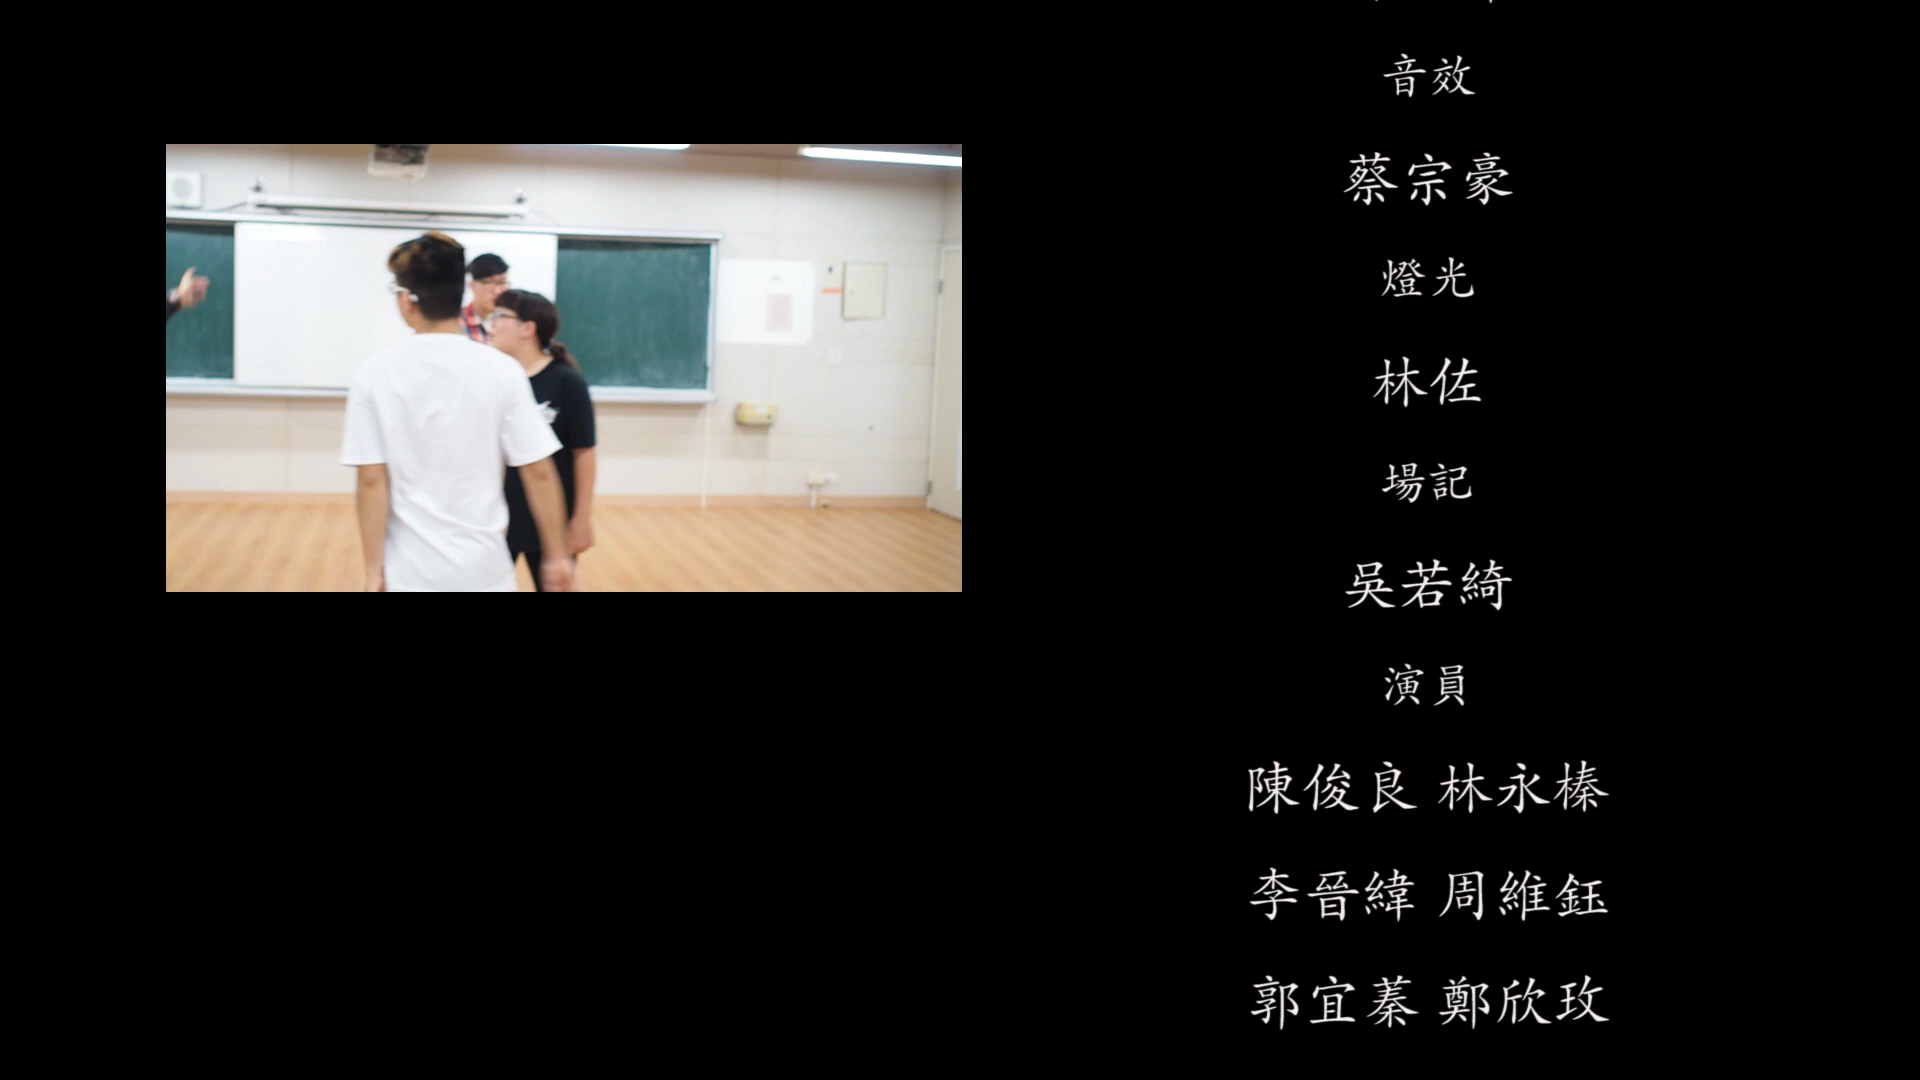 音效
蔡宗豪
燈光
林佐
場記
吳若綺
演員
陳俊良 林永榛
李晉緯 周維鈺
郭宜蓁 鄭欣玫